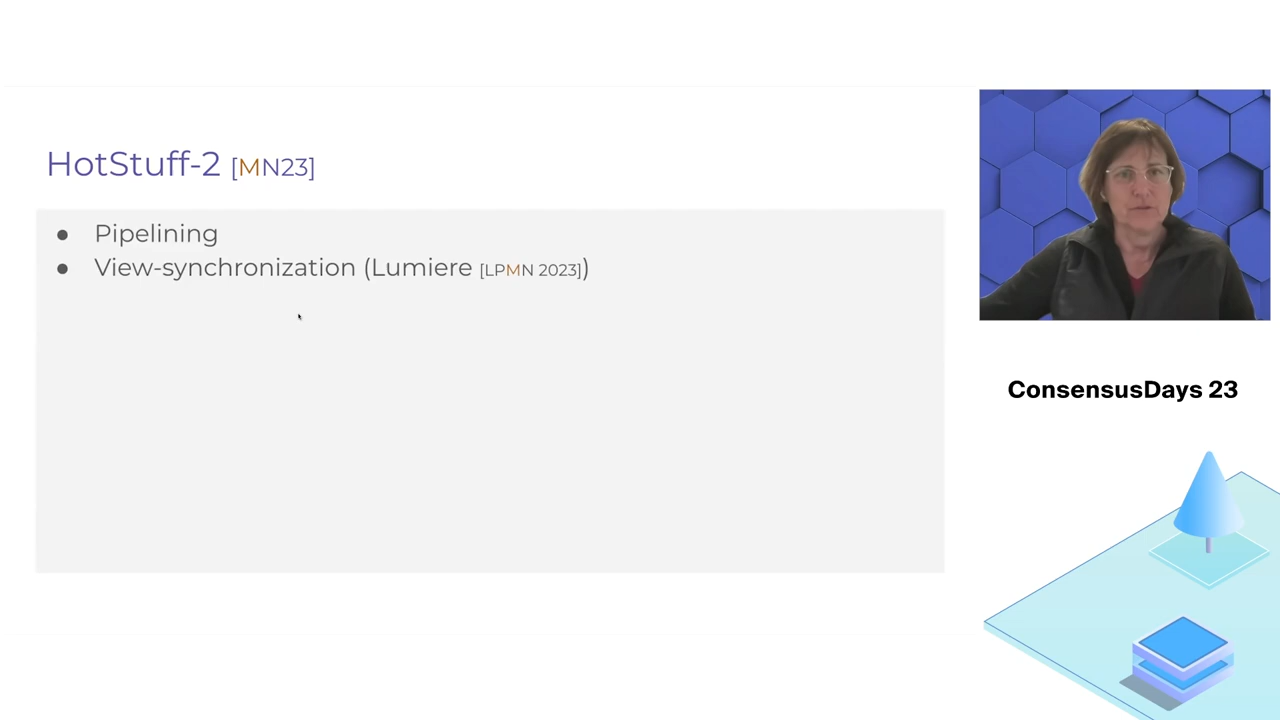 HotStuff-2 [MN23]
● Pipelining
● View-synchronization (Lumiere [LPMN 2023])
ConsensusDays 23